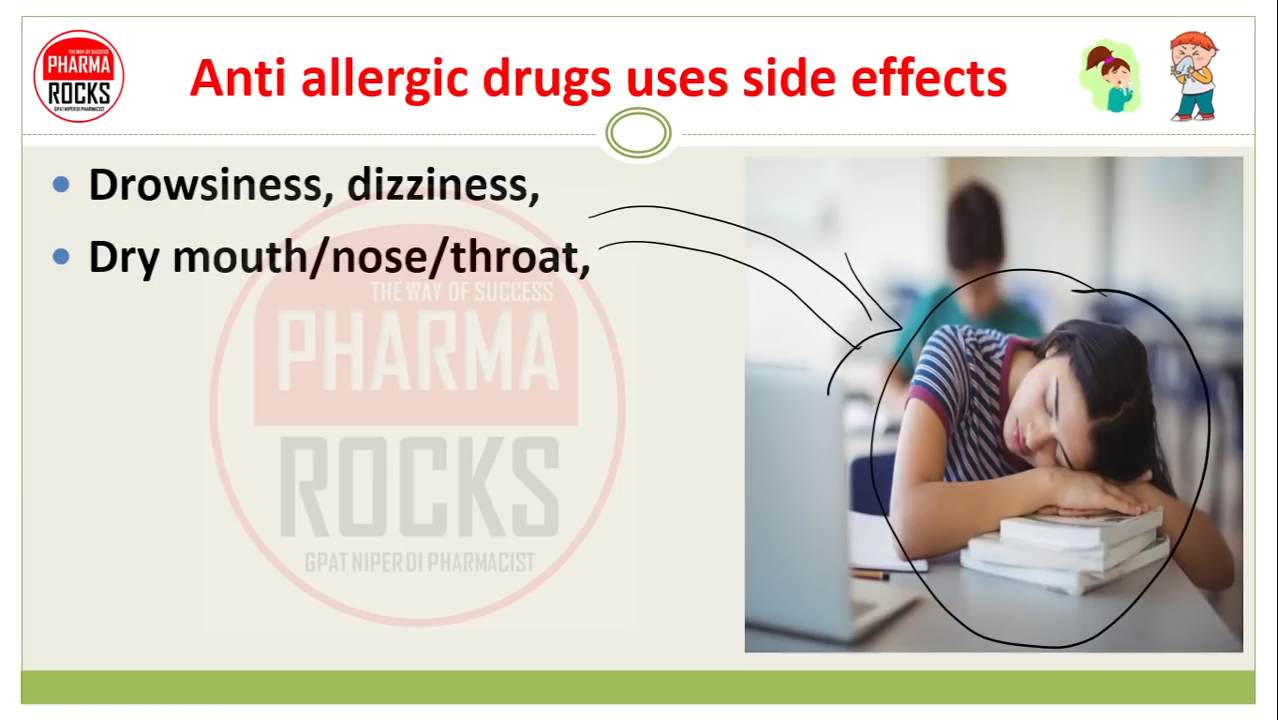 THE WAY OF SUCCESS
PHARMA
ROCKS
GPAT NIPER DI PHARMACIST
Anti allergic drugs uses side effects
• Drowsiness, dizziness,
• Dry mouth/nose/throat,
THE WAY OF SUCCESS
PHARMA
ROCKS
GPAT NIPER DI PHARMACIST